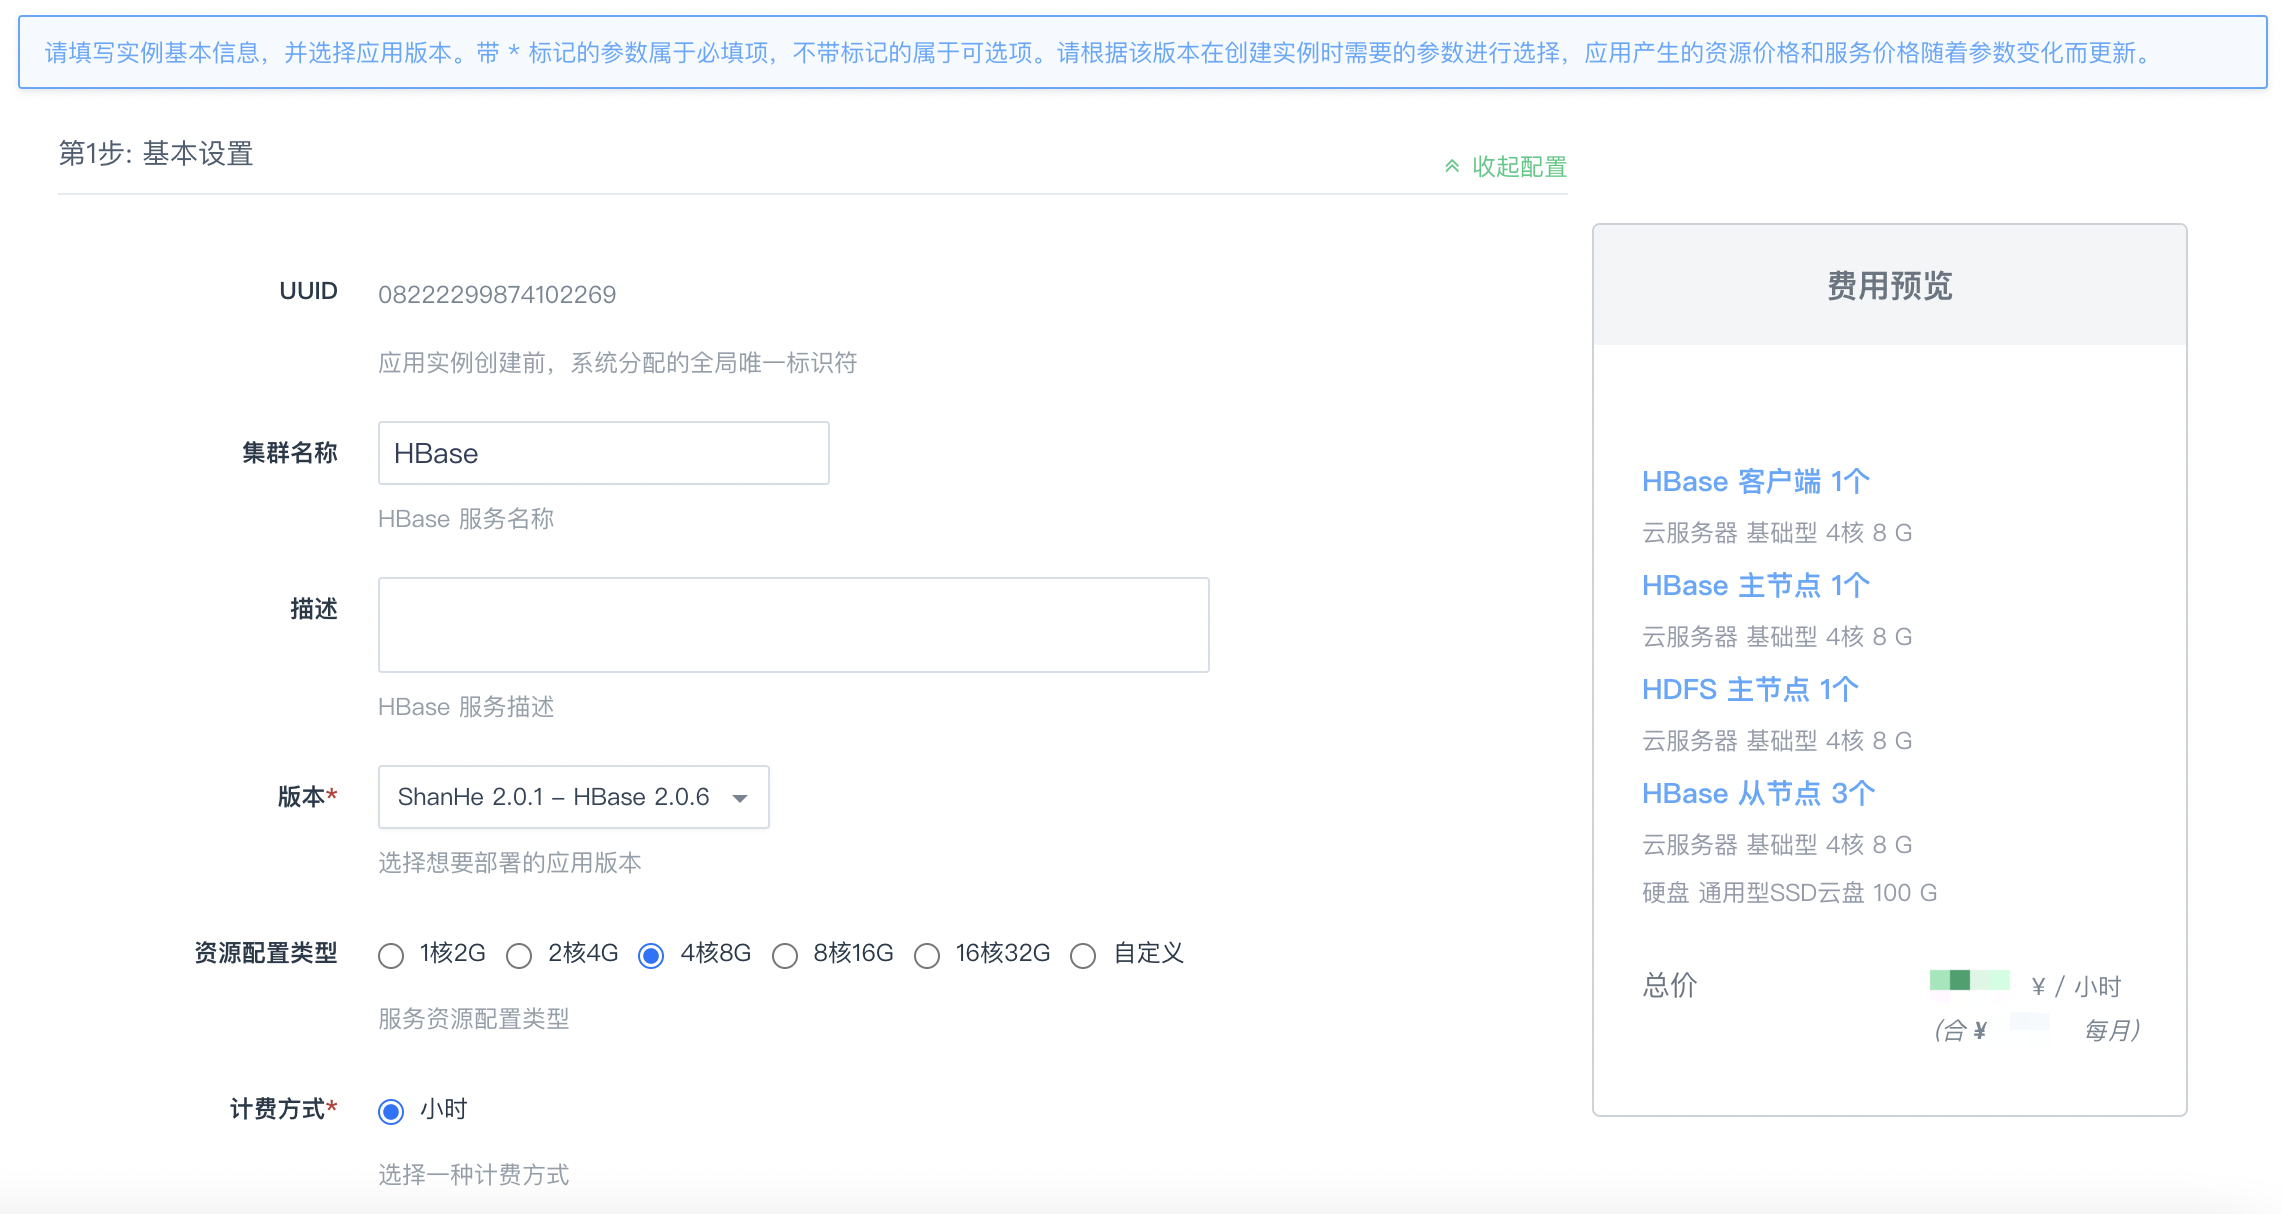 请填写实例基本信息，并选择应用版本。带 * 标记的参数属于必填项，不带标记的属于可选项。请根据该版本在创建实例时需要的参数进行选择，应用产生的资源价格和服务价格随着参数变化而更新。
第1步: 基本设置
收起配置
UUID
08222299874102269
应用实例创建前，系统分配的全局唯一标识符
集群名称
HBase
HBase 服务名称
描述
HBase 服务描述
版本*
ShanHe 2.0.1 – HBase 2.0.6
选择想要部署的应用版本
资源配置类型
1核2G 2核4G 4核8G 8核16G 16核32G 自定义
服务资源配置类型
计费方式*
小时
选择一种计费方式
费用预览
HBase 客户端 1个
云服务器 基础型 4核 8 G
HBase 主节点 1个
云服务器 基础型 4核 8 G
HDFS 主节点 1个
云服务器 基础型 4核 8 G
HBase 从节点 3个
云服务器 基础型 4核 8 G
硬盘 通用型SSD云盘 100 G
总价
¥ / 小时
(合 ¥ 每月)